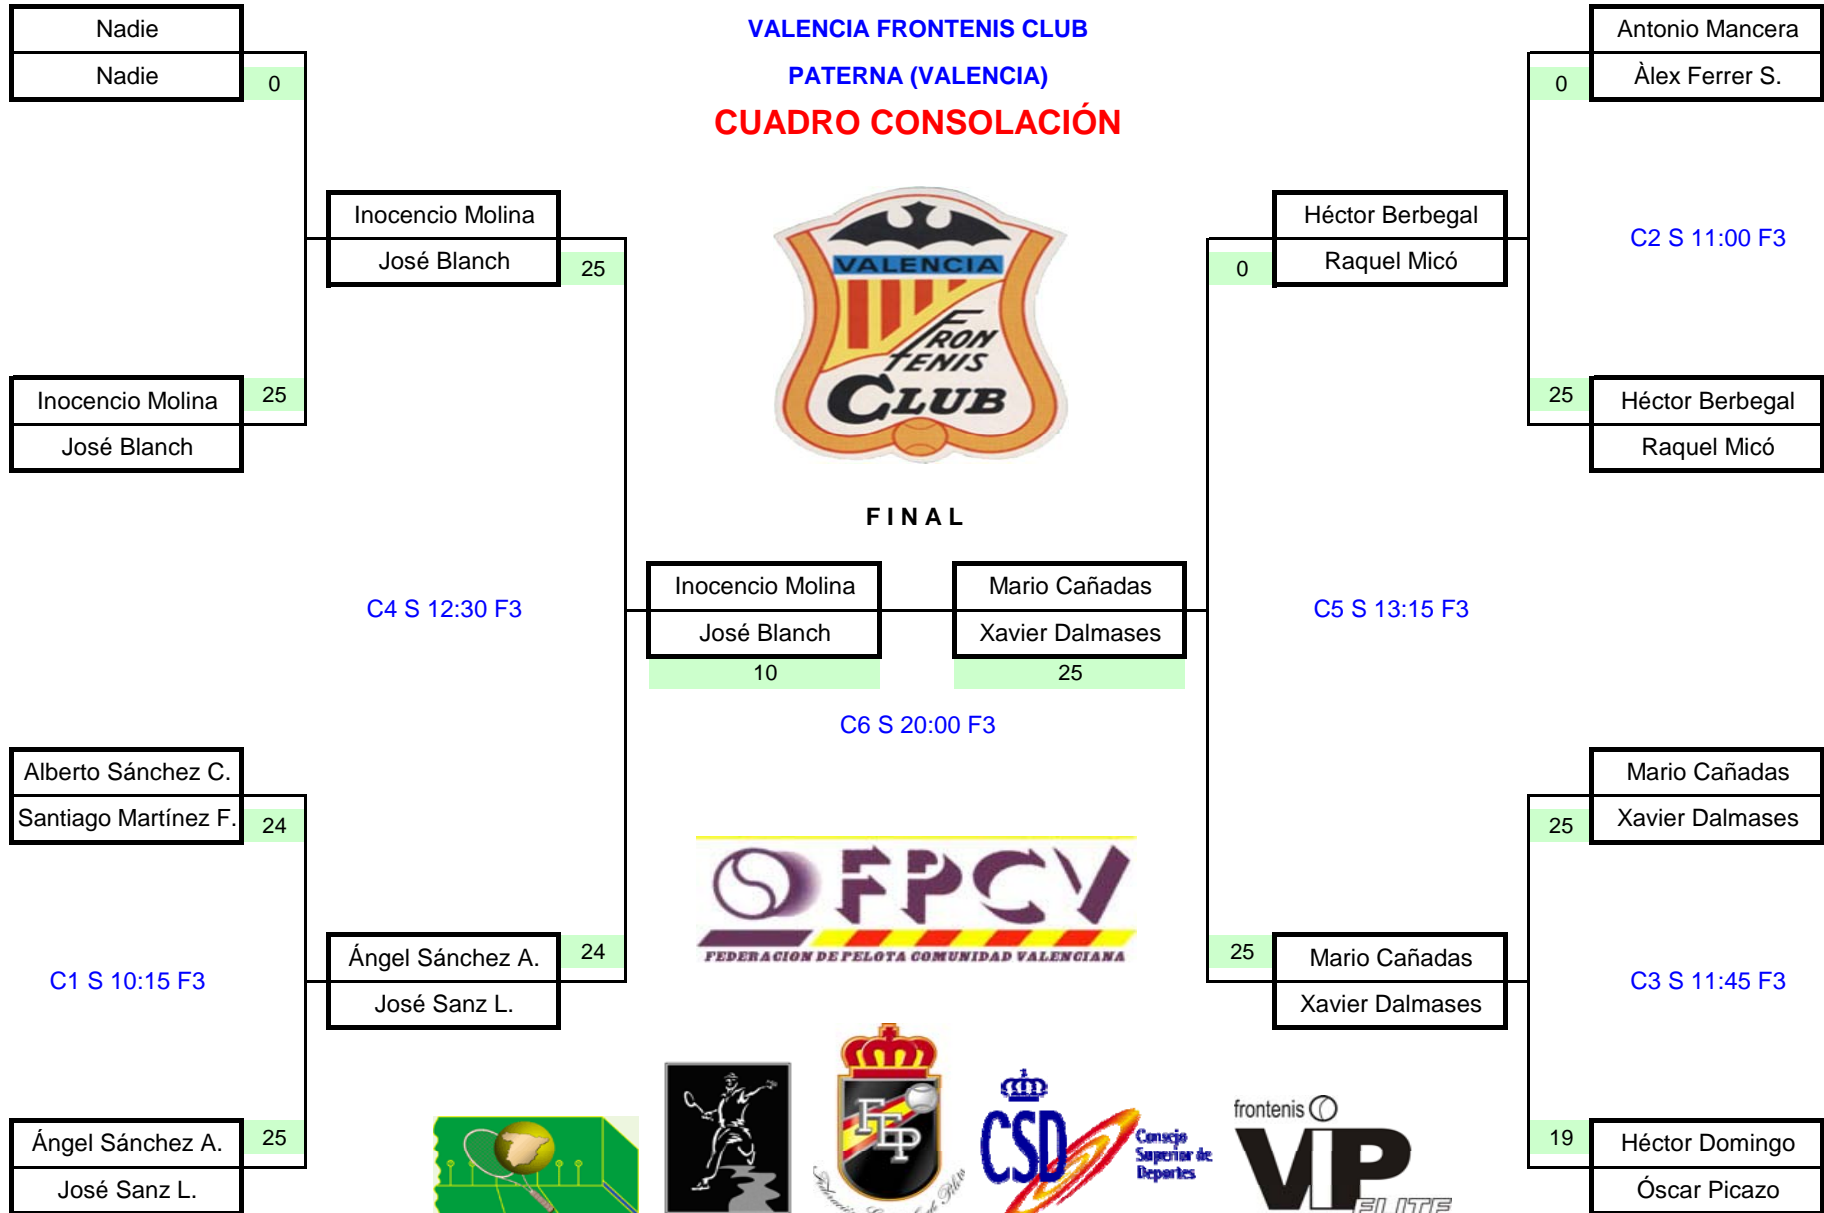 Nadie
Nadie
0
VALENCIA FRONTENIS CLUB
PATERNA (VALENCIA)
CUADRO CONSOLACIÓN
Antonio Mancera
Àlex Ferrer S.
0
Inocencio Molina
José Blanch
25
VALENCIA
FRON
TENIS
CLUB
Héctor Berbegal
Raquel Micó
0
C2 S 11:00 F3
Inocencio Molina
José Blanch
25
Héctor Berbegal
Raquel Micó
25
FINAL
C4 S 12:30 F3
Inocencio Molina
José Blanch
10
Mario Cañadas
Xavier Dalmases
25
C5 S 13:15 F3
C6 S 20:00 F3
Alberto Sánchez C.
Santiago Martínez F.
24
FPCV
FEDERACION DE PELOTA COMUNIDAD VALENCIANA
Mario Cañadas
Xavier Dalmases
25
C1 S 10:15 F3
Ángel Sánchez A.
José Sanz L.
24
Mario Cañadas
Xavier Dalmases
25
C3 S 11:45 F3
Ángel Sánchez A.
José Sanz L.
25
FEP
CSD
Consejo
Superior de
Deportes
frontenis
VIP
ELITE
Héctor Domingo
Óscar Picazo
19